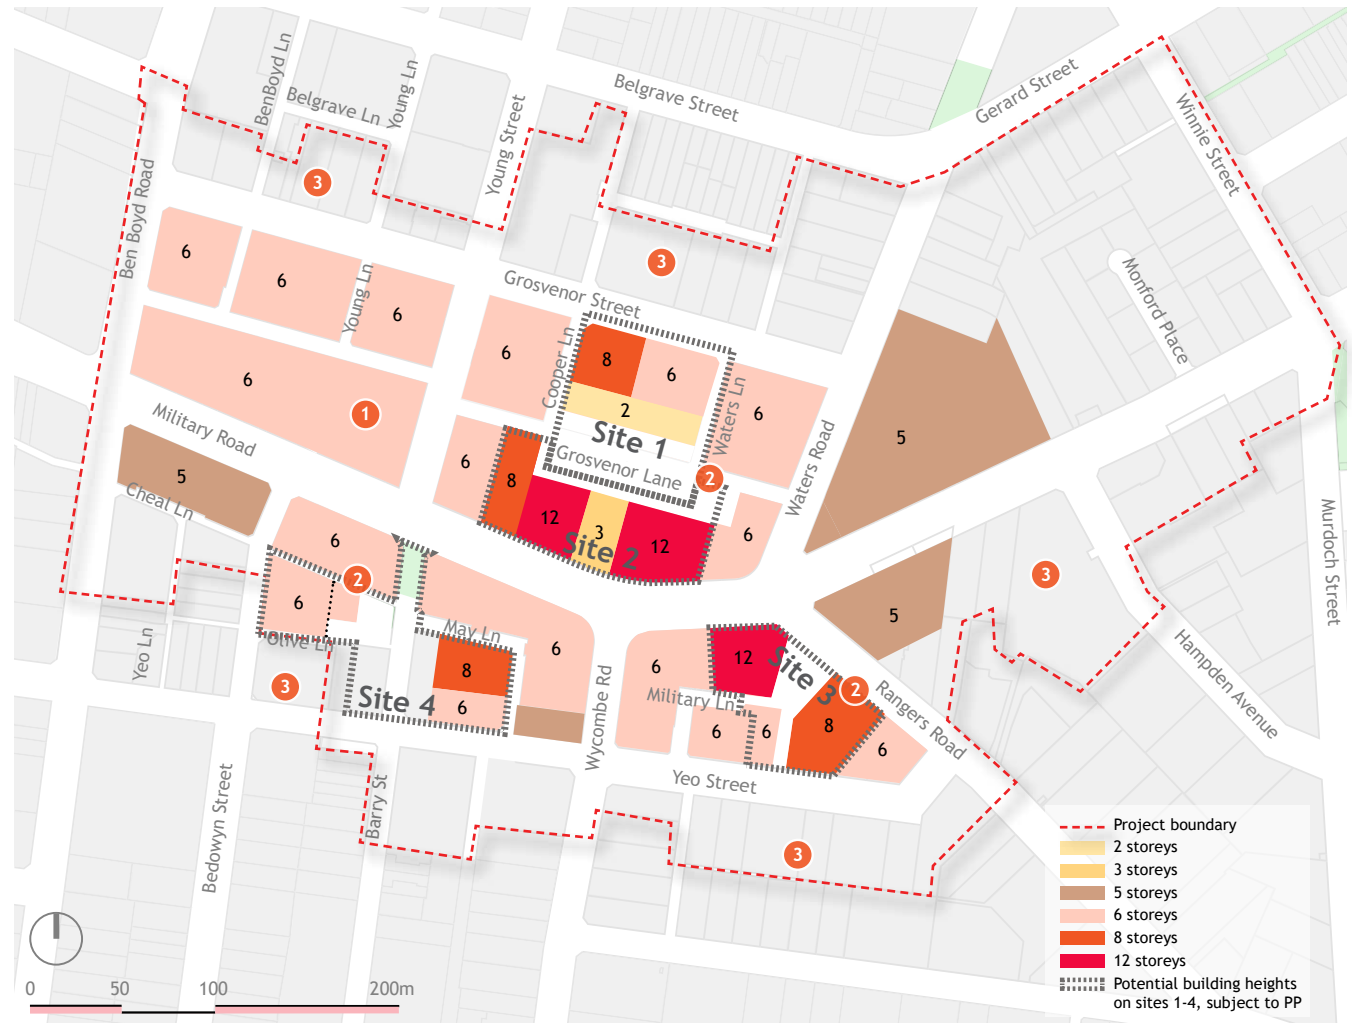 Belgrave Street
Gerard Street
Winnie Street
BenBoyd Ln
Belgrave Ln
Young Ln
Young Street
Ben Boyd Road
3
3
Monford Place
6
6
6
Young Ln
Grosvenor Street
6
Cooper Ln
8
6
2
Site 1
Waters Ln
6
Grosvenor Lane
6
1
Military Road
5
Cheal Ln
6
8
12
3
12
Site 2
2
6
Waters Road
5
5
3
Murdoch Street
Hampden Avenue
6
2
6
Olive Ln
Yeo Ln
3
May Ln
8
6
Site 4
6
Wycombe Rd
6
12
Site 3
2
Military Ln
6
6
8
6
Rangers Road
Yeo Street
3
Barry St
Bedowyn Street
Project boundary
2 storeys
3 storeys
5 storeys
6 storeys
8 storeys
12 storeys
Potential building heights
on sites 1-4, subject to PP
0 50 100 200m